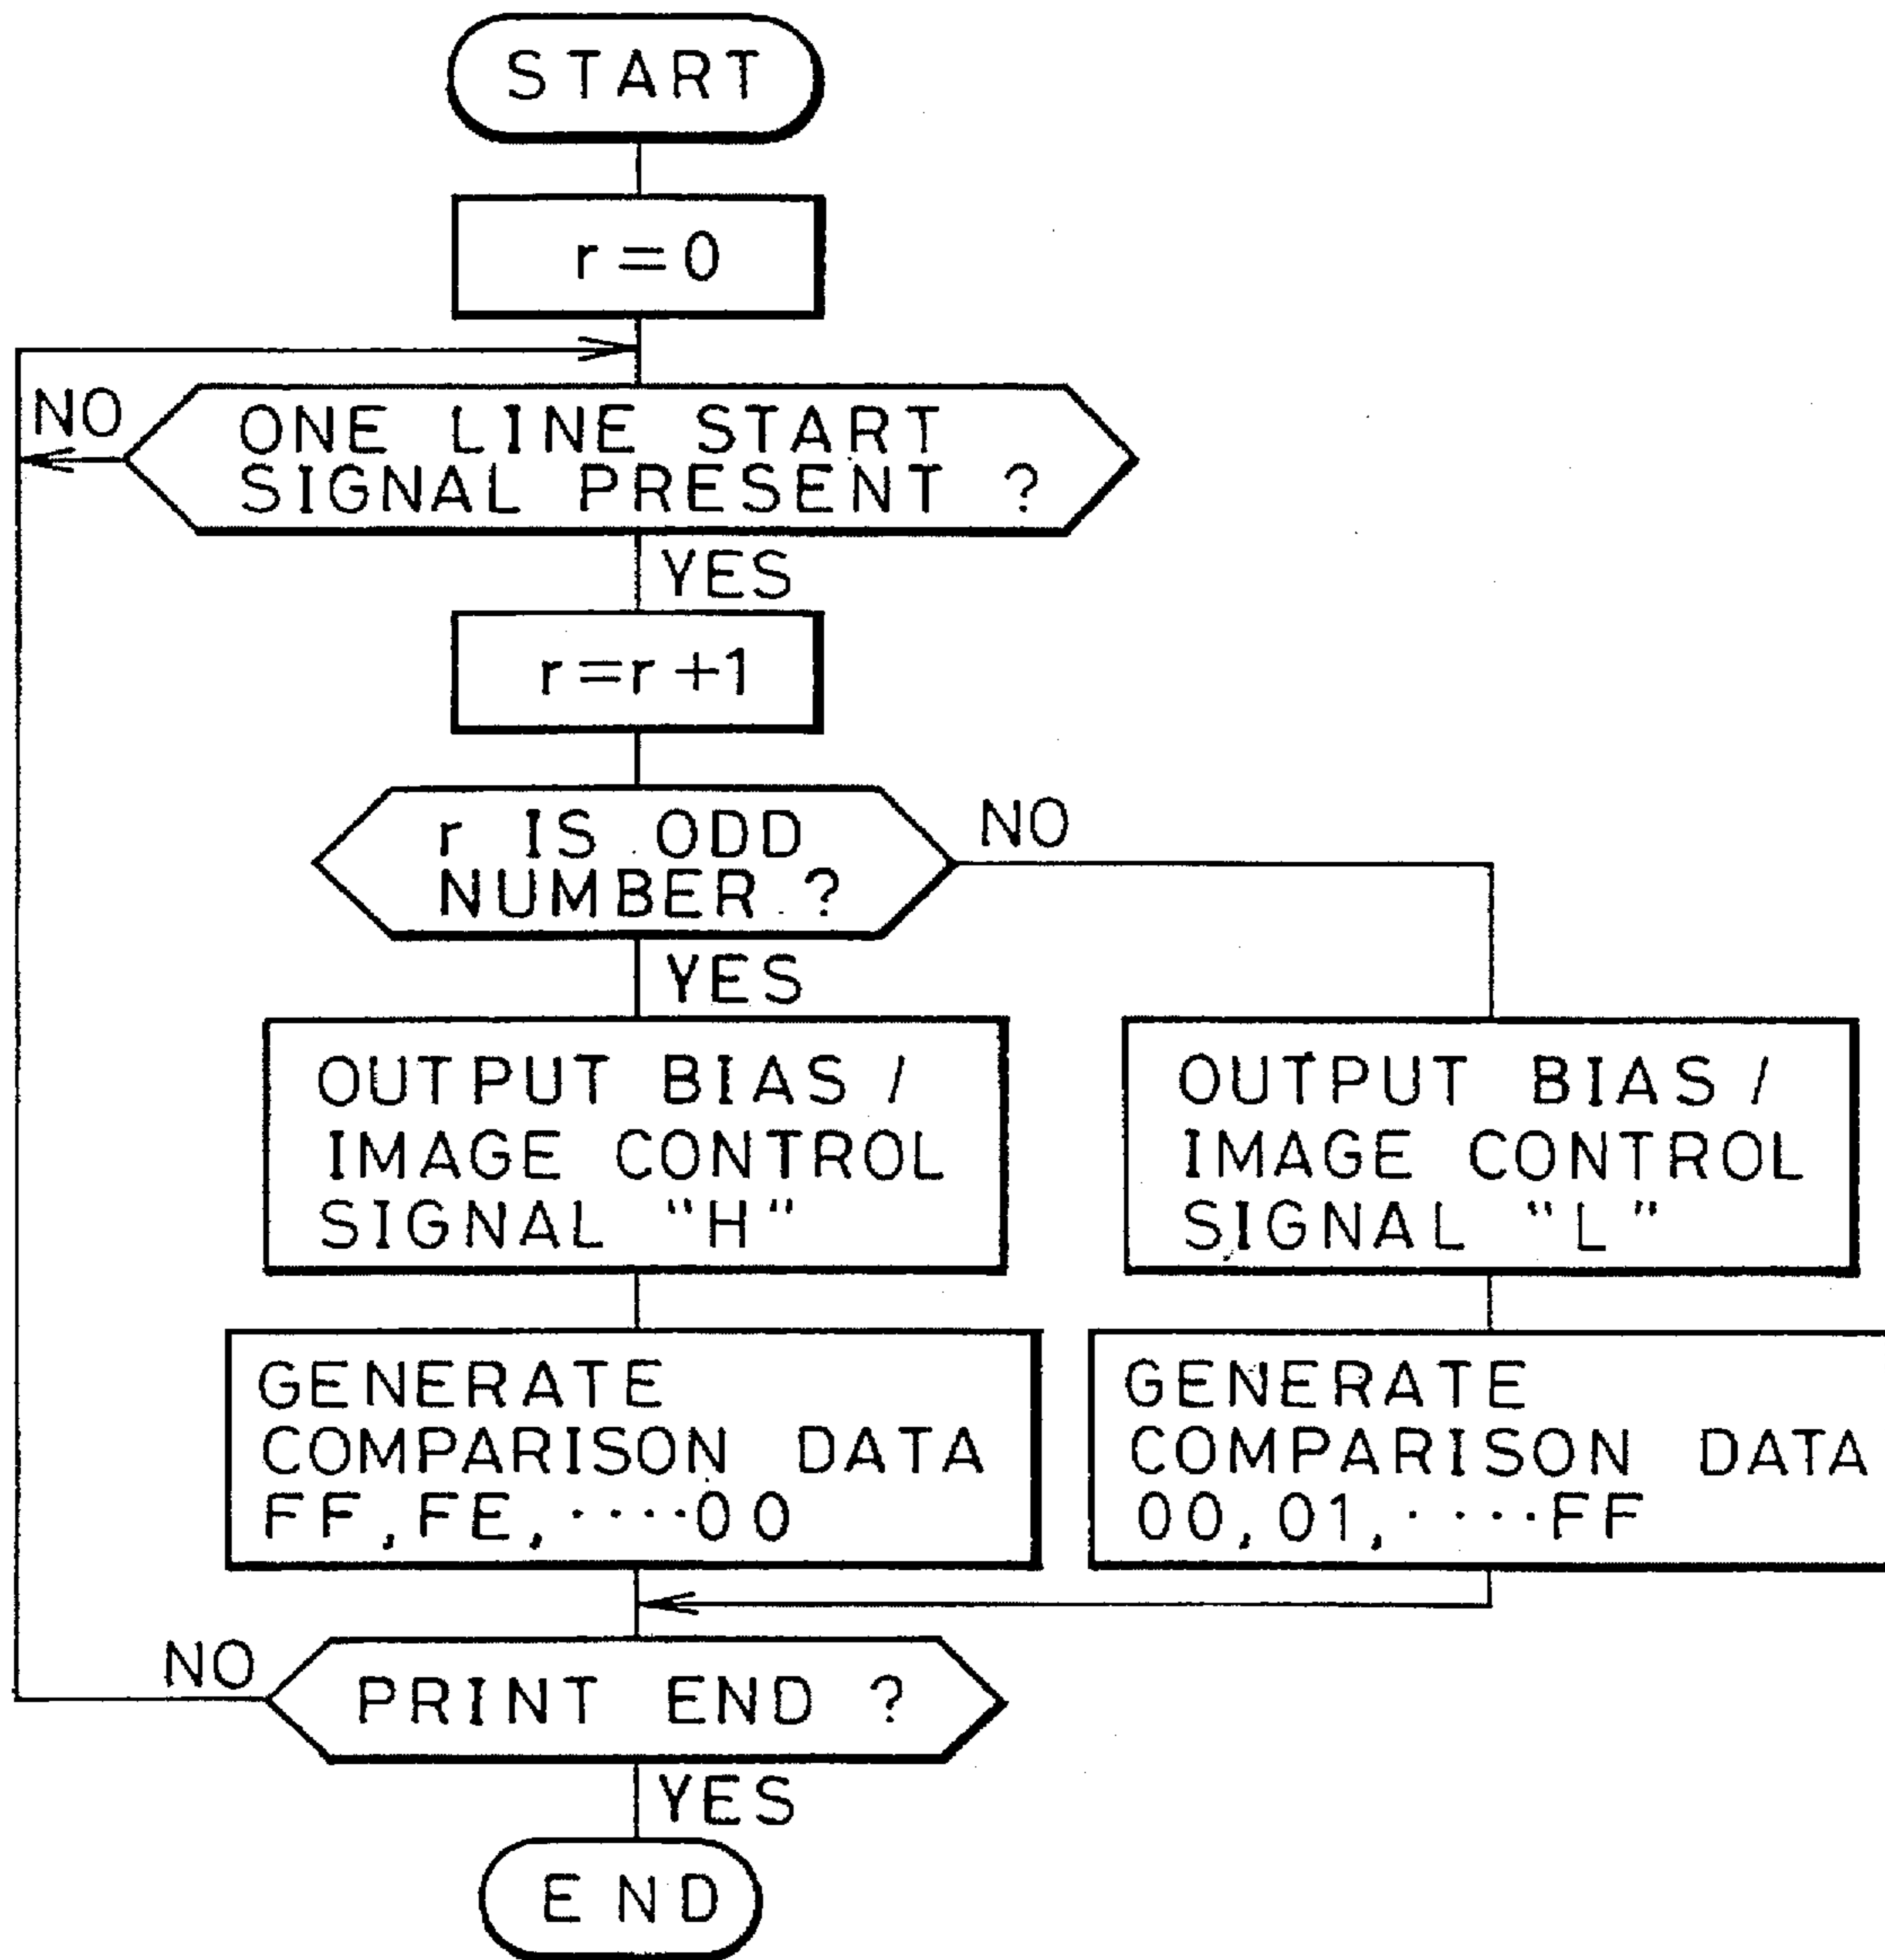 START
r=0
NO
ONE LINE START
SIGNAL PRESENT ?
YES
r=r+1
r IS ODD
NUMBER ?
NO
YES
OUTPUT BIAS /
IMAGE CONTROL
SIGNAL "H"
OUTPUT BIAS /
IMAGE CONTROL
SIGNAL "L"
GENERATE
COMPARISON DATA
FF,FE,····00
GENERATE
COMPARISON DATA
00,01,····FF
NO
PRINT END ?
YES
END